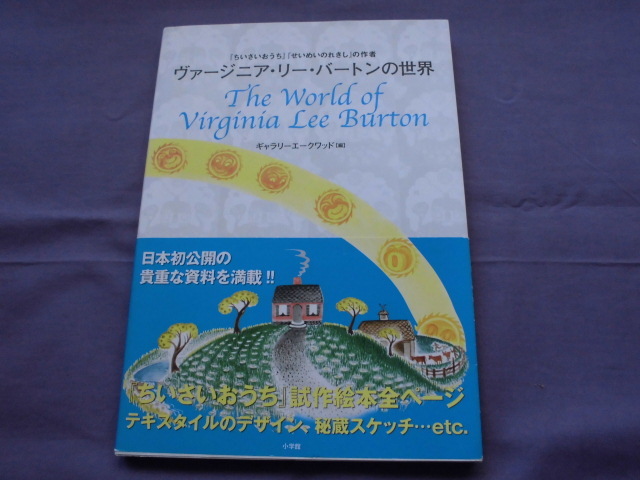 『ちいさいおうち』『せいめいのれきし』の作者
ヴァージニア・リー・バートンの世界
The World of
Virginia Lee Burton
ギャラリーエークワッド[編]
日本初公開の
貴重な資料を満載!!
『ちいさいおうち』試作絵本全ページ
テキスタイルのデザイン、秘蔵スケッチ…etc.
小学館